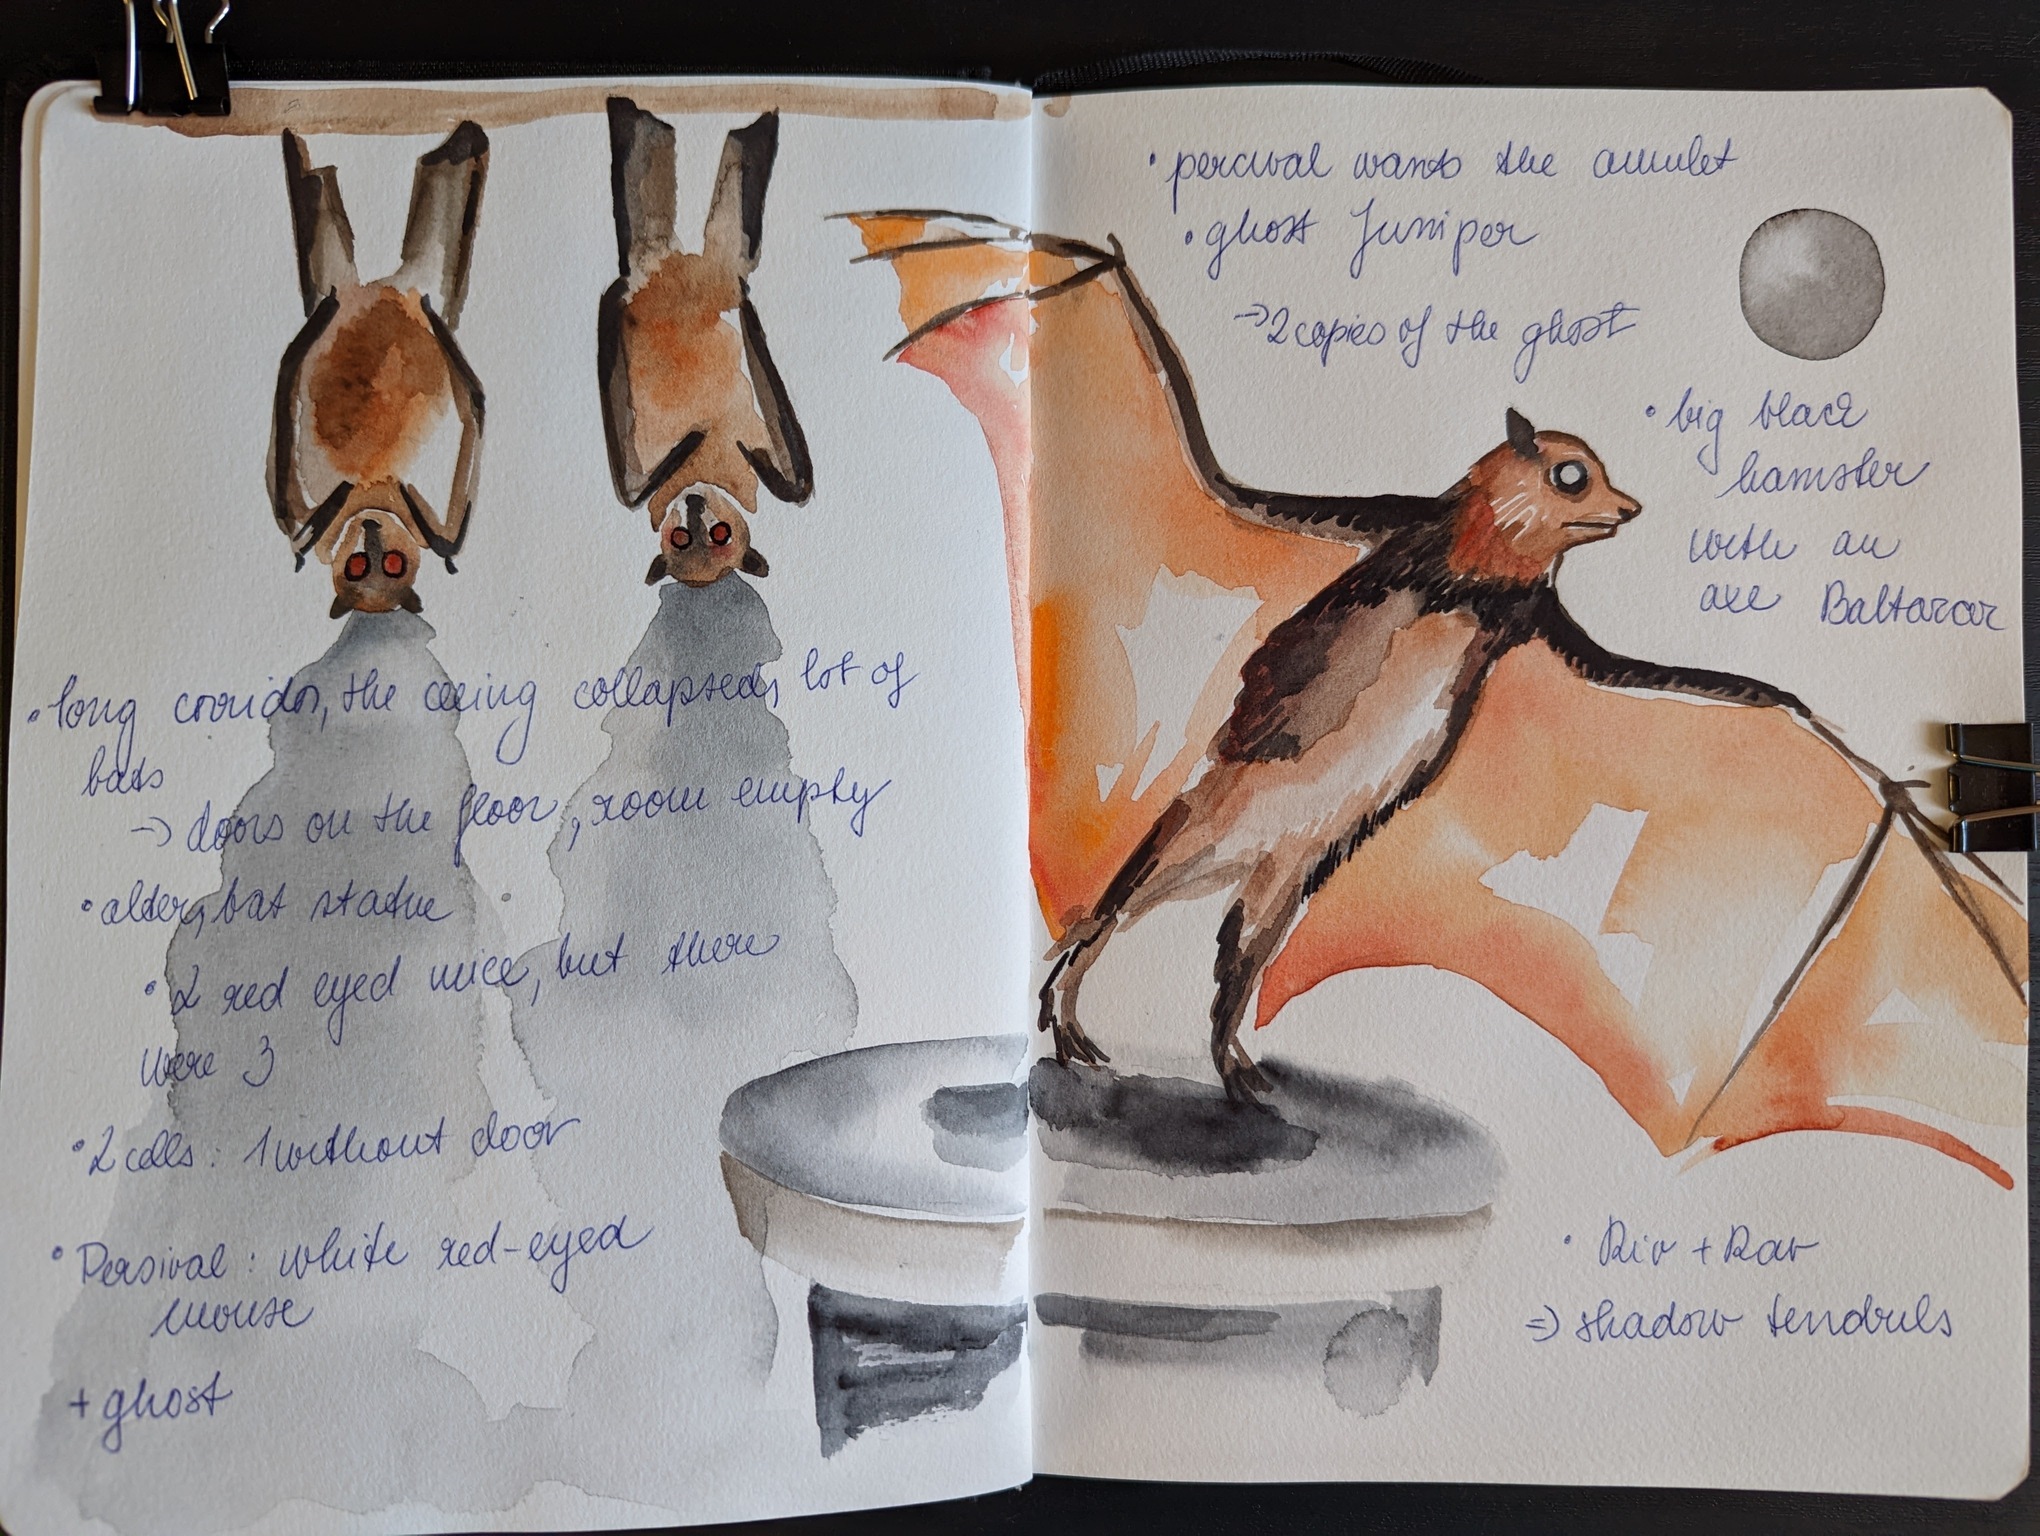 • long corridor, the ceeing collapsed, lot of
bats
→ doors on the floor, room empty
• alter, bat statue
• 2 red eyed mice, but there
were 3
• 2 cells: 1 without door
• Persival: white red-eyed
mouse
+ ghost
• percival wants the amulet
• ghost Juniper
→ 2 copies of the ghost
• big black
hamster
with an
axe Baltazar
• Riv + Rav
⇒ shadow tendrils